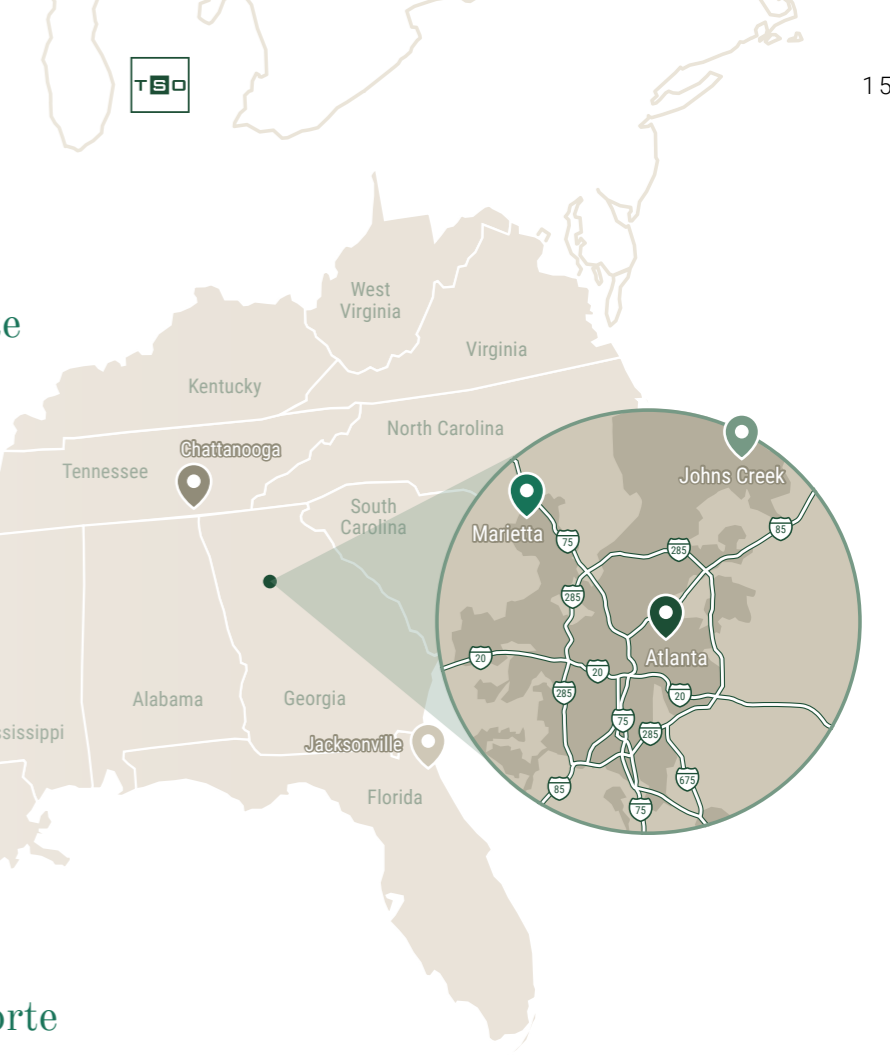 TSO
15
e
West
Virginia
Virginia
Kentucky
North Carolina
Chattanooga
Tennessee
Johns Creek
South
Carolina
Marietta
75
285
85
285
Atlanta
20
20
285
20
Alabama
Georgia
75
285
ssissippi
Jacksonville
675
85
Florida
75
orte